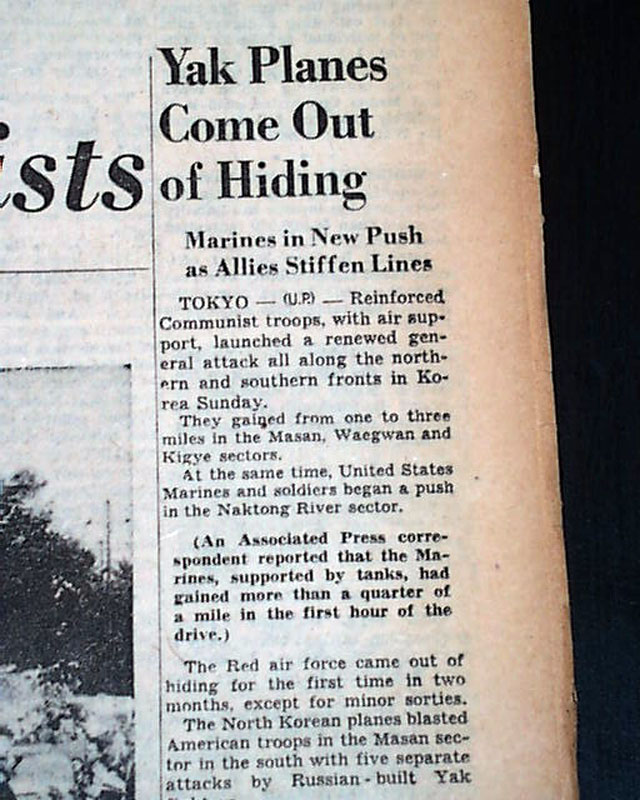 ists
Yak Planes
Come Out
of Hiding
Marines in New Push
as Allies Stiffen Lines
TOKYO — (U.P.) — Reinforced
Communist troops, with air sup-
port, launched a renewed gen-
eral attack all along the north-
ern and southern fronts in Ko-
rea Sunday.
They gained from one to three
miles in the Masan, Waegwan and
Kigye sectors.
At the same time, United States
Marines and soldiers began a push
in the Naktong River sector.
(An Associated Press corre-
spondent reported that the Ma-
rines, supported by tanks, had
gained more than a quarter of
a mile in the first hour of the
drive.)
The Red air force came out of
hiding for the first time in two
months, except for minor sorties.
The North Korean planes blasted
American troops in the Masan sec-
tor in the south with five separate
attacks by Russian-built Yak